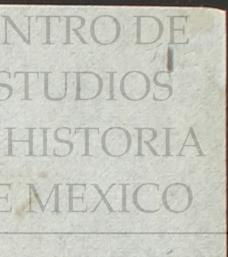 NTRO DE
STUDIOS
HISTORIA
E MEXICO